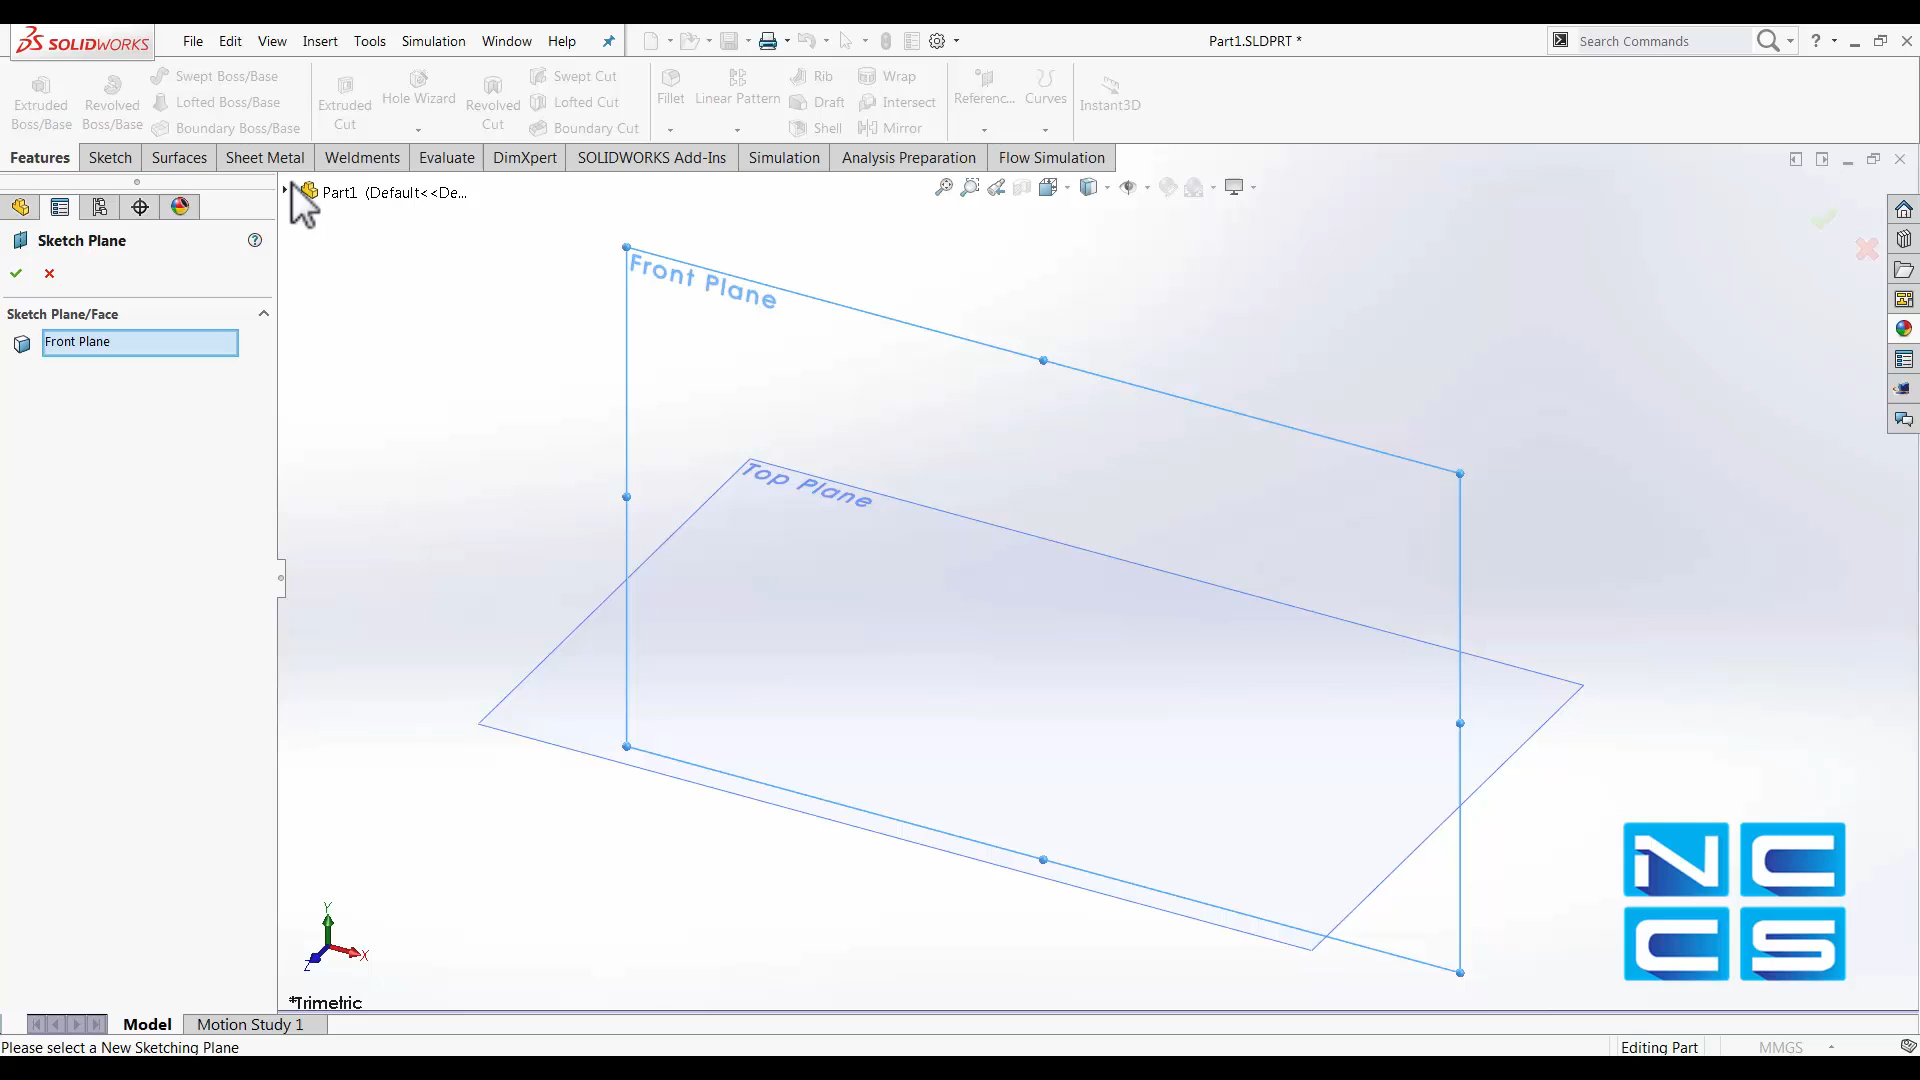 SOLIDWORKS File Edit View Insert Tools Simulation Window Help Part1.SLDPRT * Search Commands ?
Extruded Boss/Base
Revolved Boss/Base
Swept Boss/Base
Lofted Boss/Base
Boundary Boss/Base
Extruded Cut
Hole Wizard
Revolved Cut
Swept Cut
Lofted Cut
Boundary Cut
Fillet
Linear Pattern
Rib
Draft
Shell
Wrap
Intersect
Mirror
Referenc...
Curves
Instant3D
Features Sketch Surfaces Sheet Metal Weldments Evaluate DimXpert SOLIDWORKS Add-Ins Simulation Analysis Preparation Flow Simulation
Part1 (Default<<De...
Sketch Plane ?
Sketch Plane/Face
Front Plane
Front Plane
Top Plane
Y
X
Z
*Trimetric
NC
CS
Model Motion Study 1
Please select a New Sketching Plane Editing Part MMGS